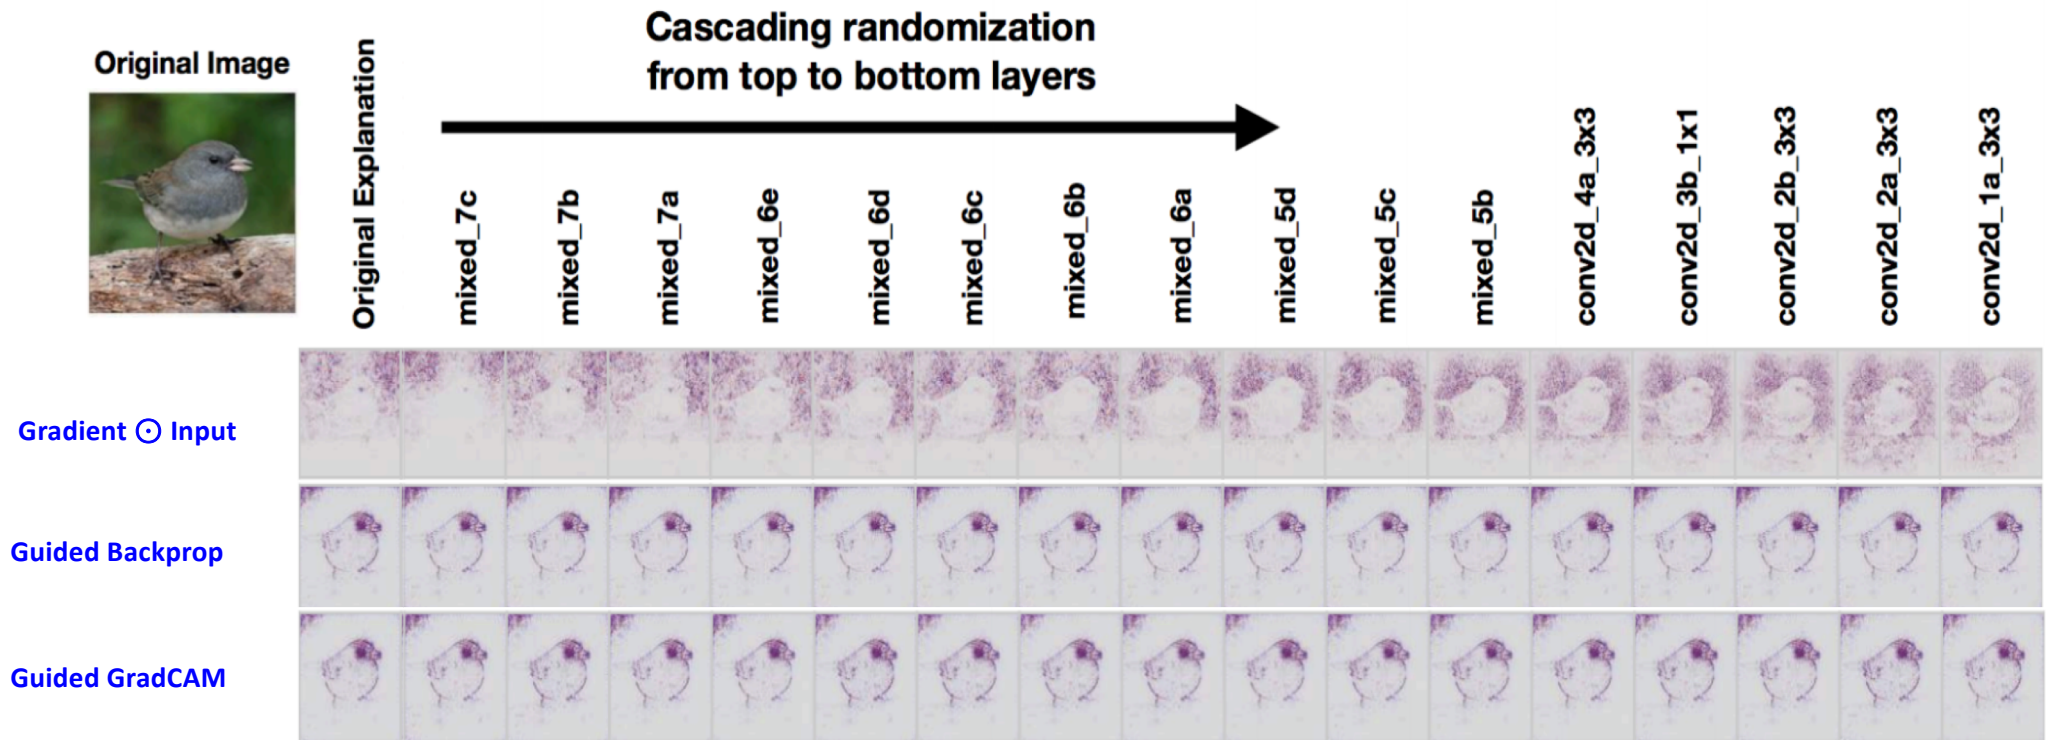 Cascading randomization
from top to bottom layers
Original Image
Original Explanation
mixed_7c
mixed_7b
mixed_7a
mixed_6e
mixed_6d
mixed_6c
mixed_6b
mixed_6a
mixed_5d
mixed_5c
mixed_5b
conv2d_4a_3x3
conv2d_3b_1x1
conv2d_2b_3x3
conv2d_2a_3x3
conv2d_1a_3x3
Gradient ⊙ Input
Guided Backprop
Guided GradCAM